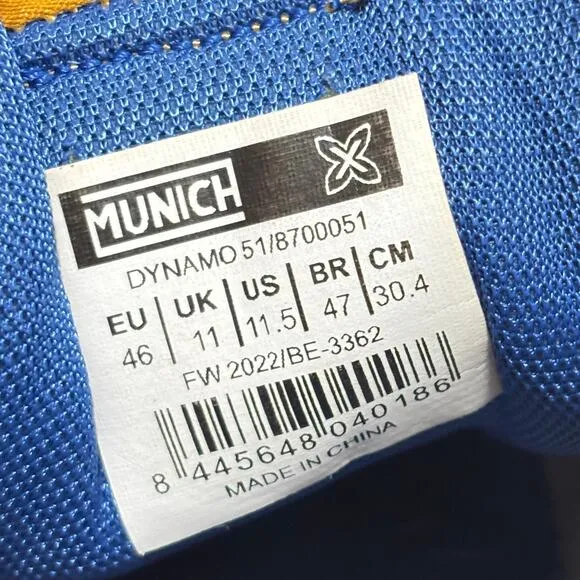 MUNICH
DYNAMO 51/8700051
EU UK US BR CM
46 11 11.5 47 30.4
FW 2022/BE-3362
8 445648 040186
MADE IN CHINA